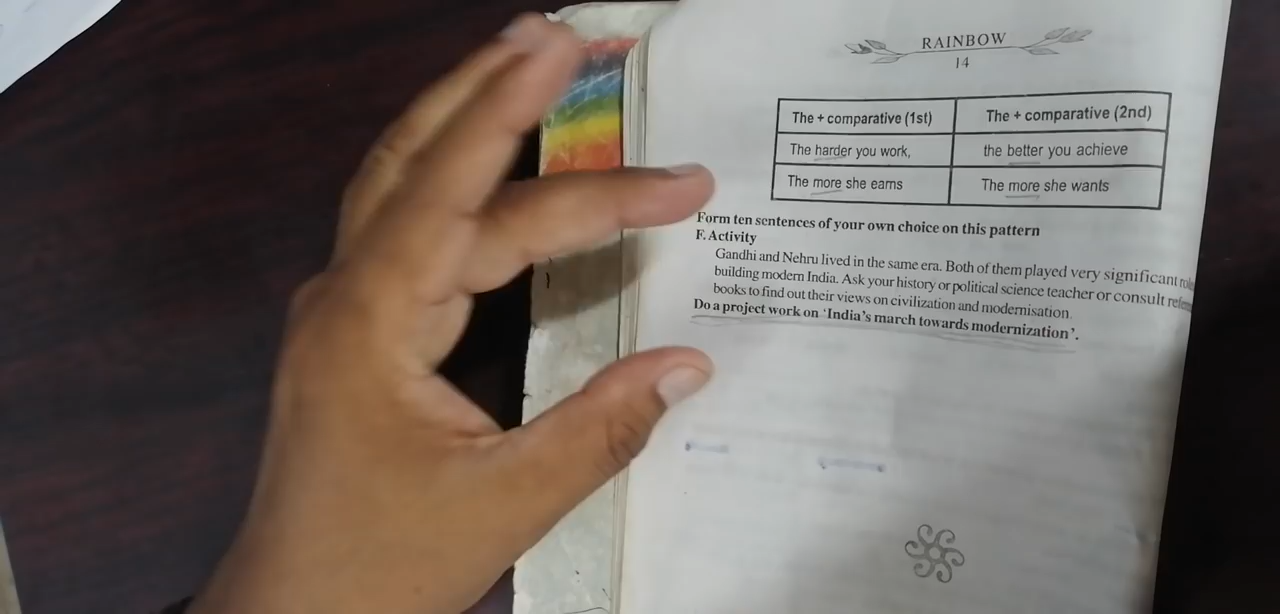 RAINBOW
14
The + comparative (1st) The + comparative (2nd)
The harder you work, the better you achieve
The more she earns The more she wants
Form ten sentences of your own choice on this pattern
F. Activity
Gandhi and Nehru lived in the same era. Both of them played very significant
building modern India. Ask your history or political science teacher or consult
books to find out their views on civilization and modernisation.
Do a project work on 'India's march towards modernization'.